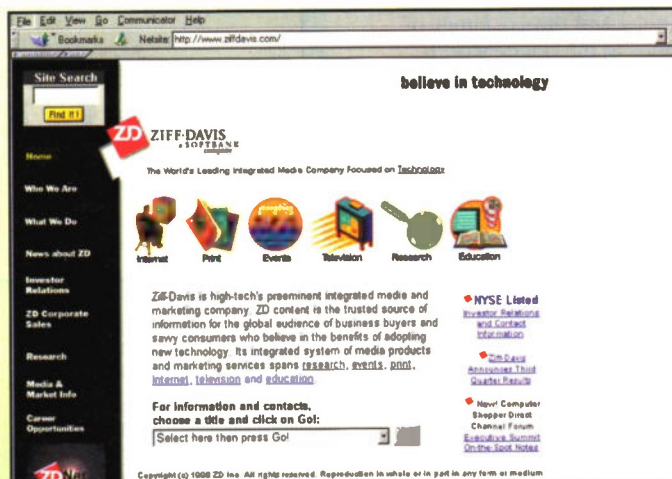 File Edit View Go Communicator Help
Bookmarks Netsite: http://www.ziffdavis.com/
Site Search
Find It!
Home
Who We Are
What We Do
News about ZD
Investor
Relations
ZD Corporate
Sales
Research
Media &
Market Info
Career
Opportunities
ZDNet
believe in technology
ZD ZIFF-DAVIS
A SOFTBANK
company
The World's Leading Integrated Media Company Focused on Technology
Internet Print Events Television Research Education
Ziff-Davis is high-tech's preeminent integrated media and
marketing company. ZD content is the trusted source of
information for the global audience of business buyers and
savvy consumers who believe in the benefits of adopting
new technology. Its integrated system of media products
and marketing services spans research, events, print,
internet, television and education.
For information and contacts,
choose a title and click on Go!:
Select here then press Go!
NYSE Listed
Investor Relations
and Contact
Information
Ziff-Davis
Announces Third
Quarter Results
New! Computer
Shopper Direct
Channel Forum
Executive Summit
On-the-Spot Notes
Copyright (c) 1998 ZD Inc. All rights reserved. Reproduction in whole or in part in any form or medium